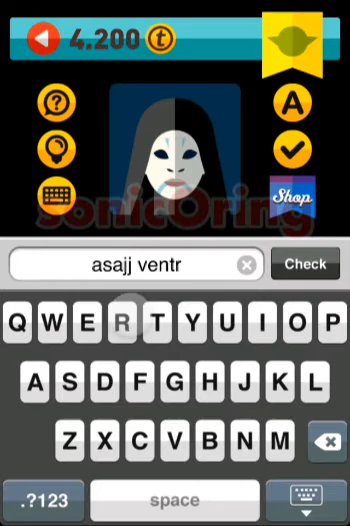 4.200 t
?
A
Shop
sonic0ring
asajj ventr
Check
Q W E R T Y U I O P
A S D F G H J K L
Z X C V B N M
.?123
space